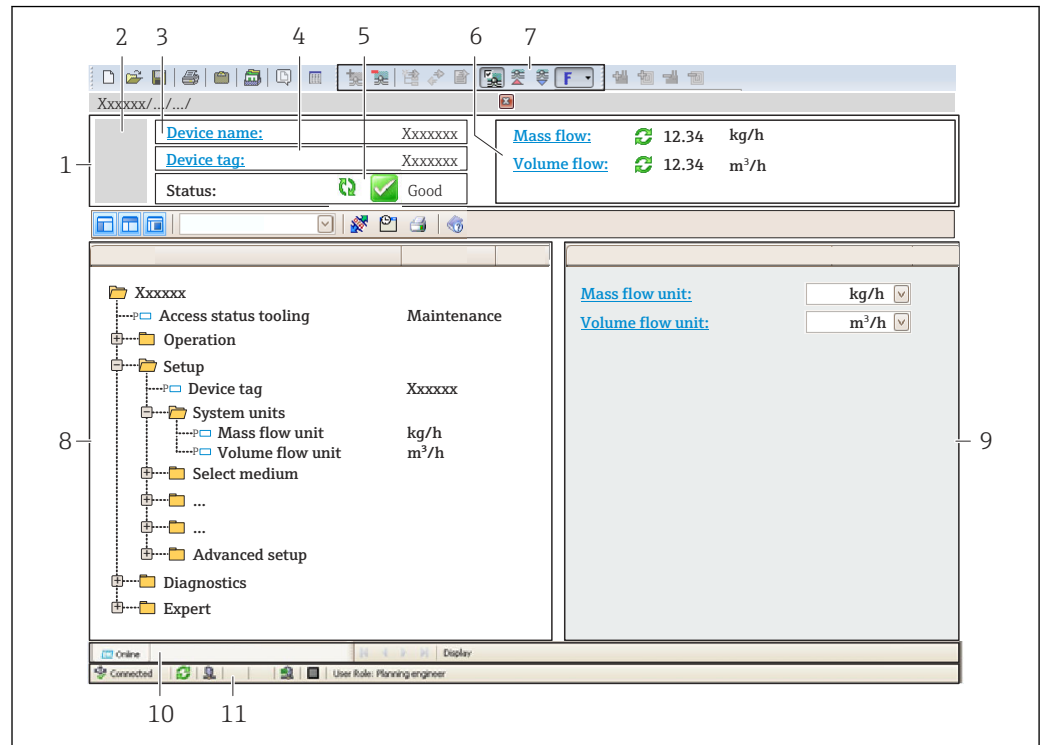 2 3 4 5 6 7
F
Xxxxxx/.../.../
1
Device name: Xxxxxxx
Device tag: Xxxxxxx
Status: Good
Mass flow: 12.34 kg/h
Volume flow: 12.34 m³/h
Xxxxxx
P Access status tooling Maintenance
Operation
Setup
P Device tag Xxxxxx
System units
P Mass flow unit kg/h
P Volume flow unit m³/h
Select medium
...
...
Advanced setup
Diagnostics
Expert
8
Mass flow unit: kg/h
Volume flow unit: m³/h
9
Online Display
Connected User Role: Planning engineer
10 11